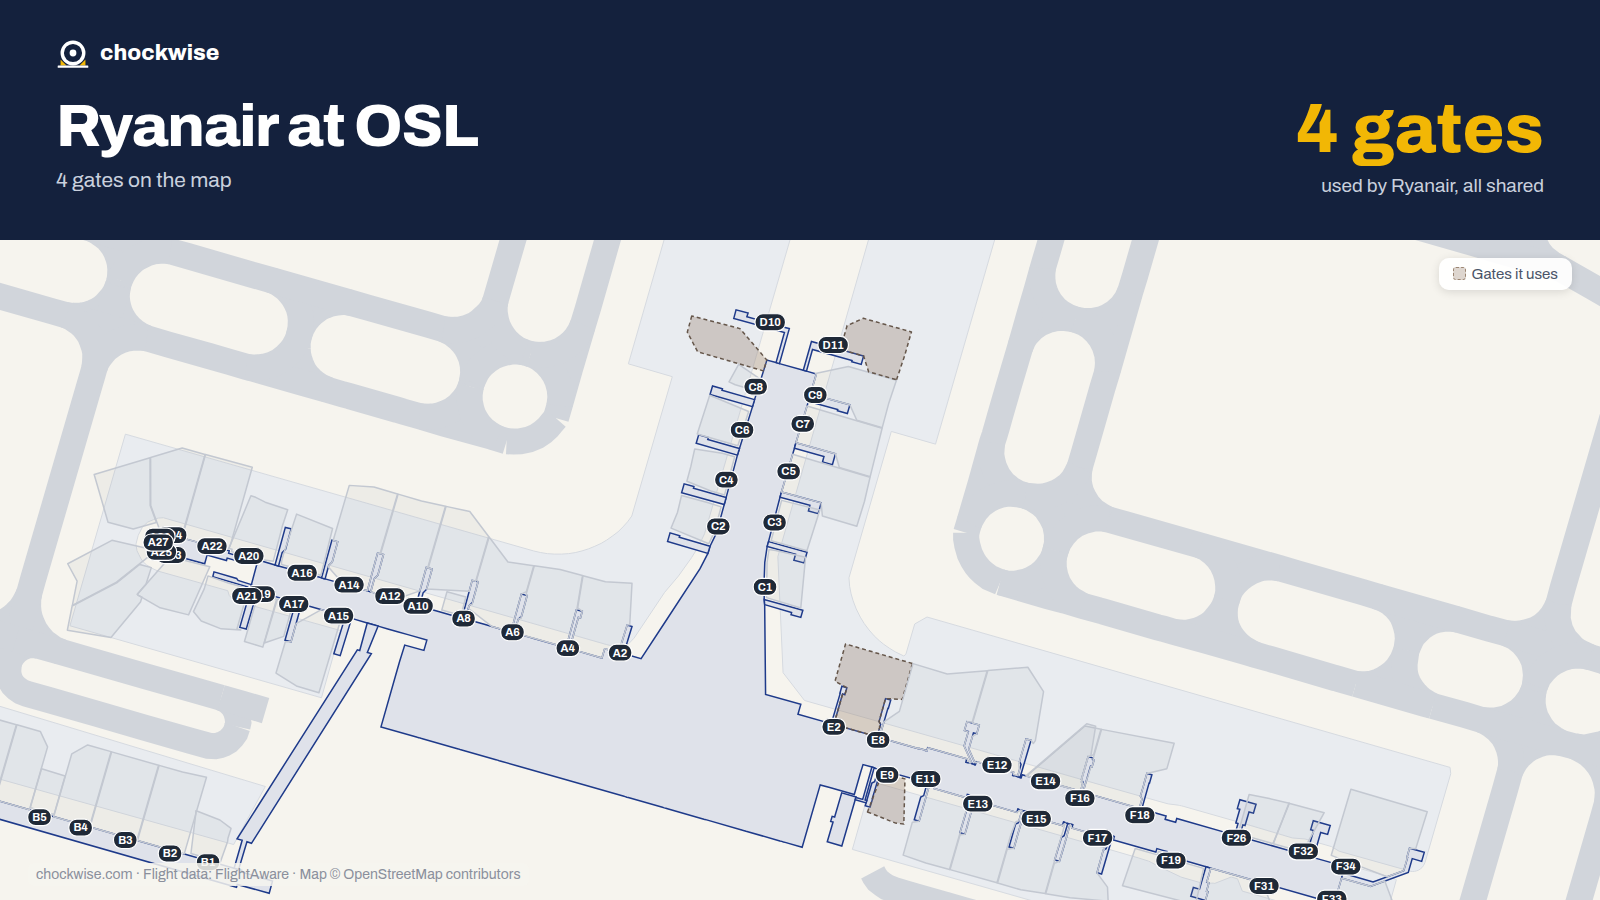 chockwise
Ryanair at OSL
4 gates on the map
4 gates
used by Ryanair, all shared
Gates it uses
D10
D11
C8
C9
C6
C7
C4
C5
C2
C3
C1
A27
A22
A20
A16
A14
A12
A10
A8
A6
A4
A2
A21
A17
A15
E2
E8
E9
E11
E12
E13
E14
E15
F16
F17
F18
F19
F26
F32
F34
F31
F33
B5
B4
B3
B2
B1
chockwise.com · Flight data: FlightAware · Map © OpenStreetMap contributors